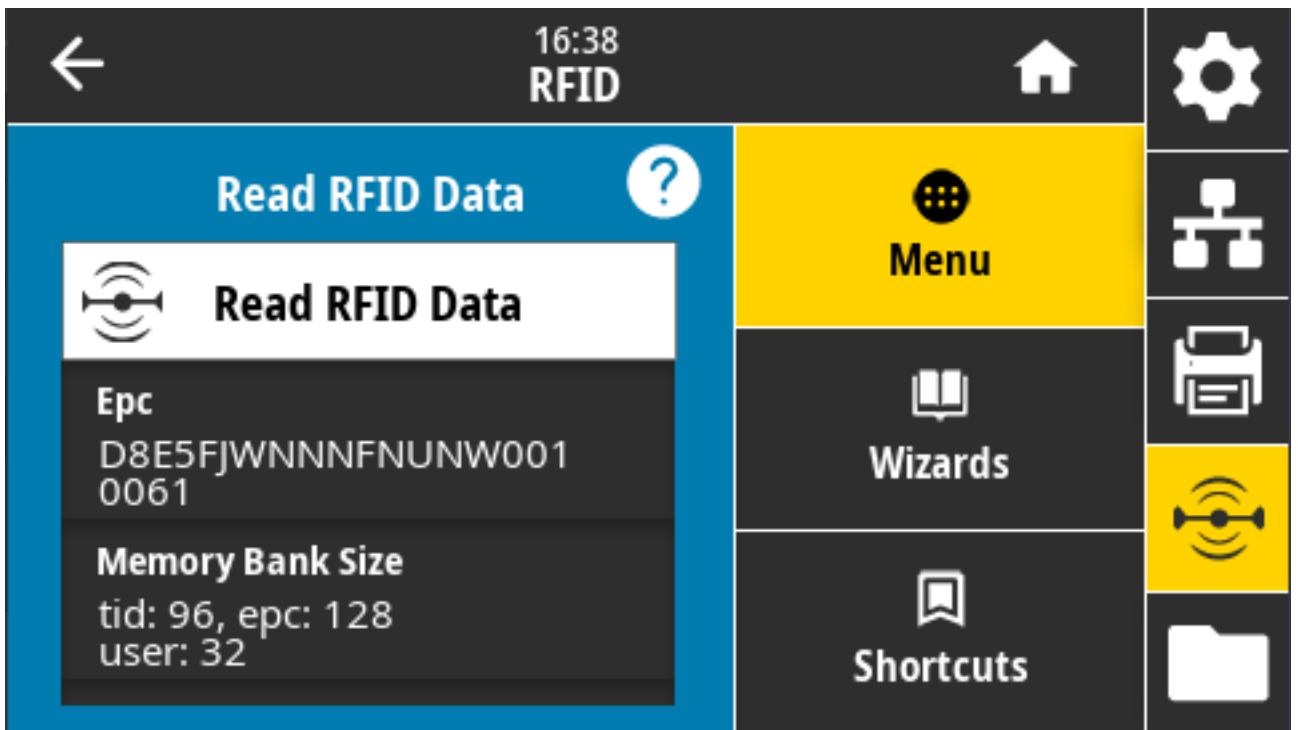 16:38
RFID
Read RFID Data
?
Read RFID Data
Epc
D8E5FJWNNNFNUNW001
0061
Memory Bank Size
tid: 96, epc: 128
user: 32
Menu
Wizards
Shortcuts